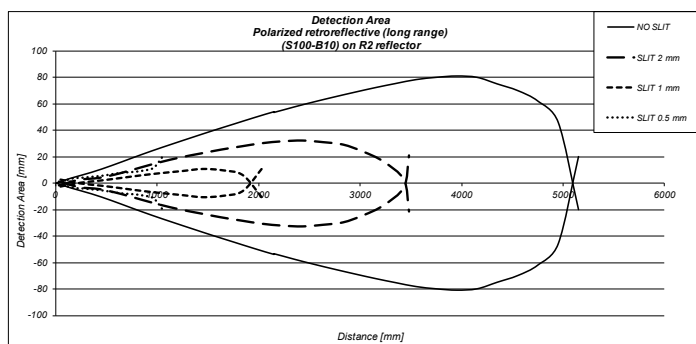 Detection Area
Polarized retroreflective (long range)
(S100-B10) on R2 reflector
NO SLIT
SLIT 2 mm
SLIT 1 mm
SLIT 0.5 mm
Detection Area [mm]
100
80
60
40
20
0
-20
-40
-60
-80
-100
0
1000
2000
3000
4000
5000
6000
Distance [mm]